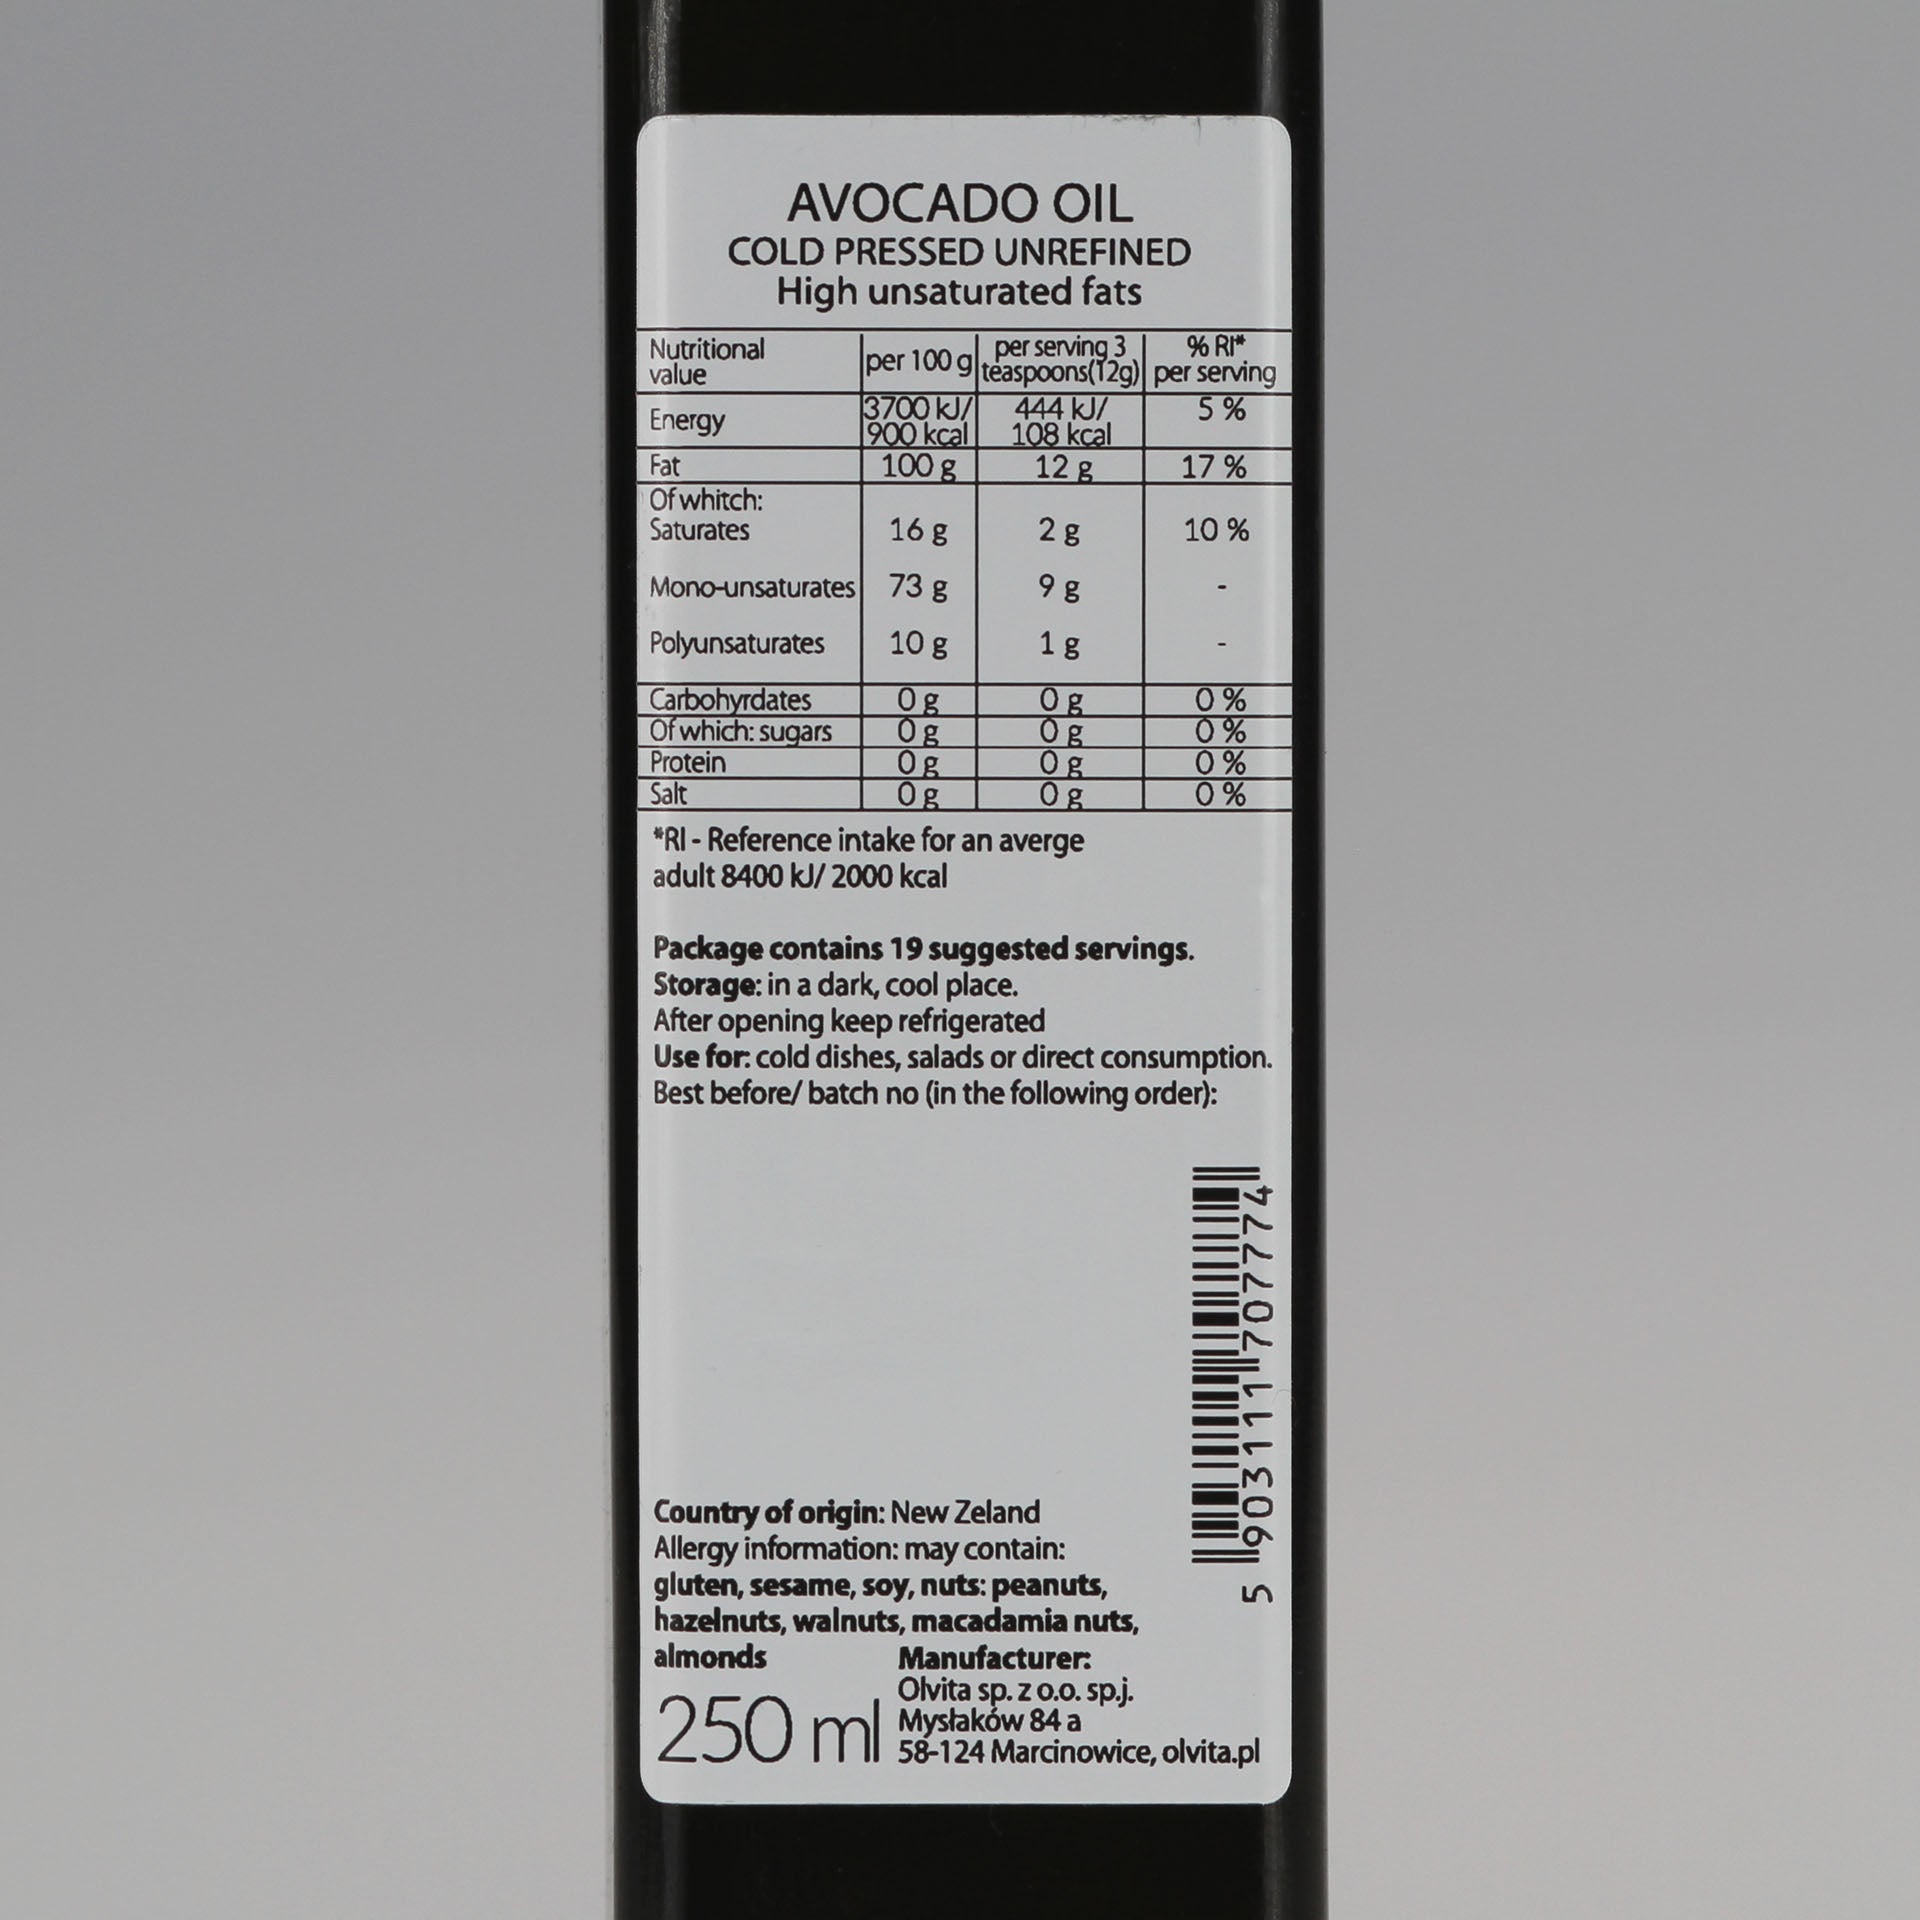 AVOCADO OIL
COLD PRESSED UNREFINED
High unsaturated fats
Nutritional value per 100 g per serving 3 teaspoons(12g) % RI* per serving
Energy 3700 kJ/ 900 kcal 444 kJ/ 108 kcal 5 %
Fat 100 g 12 g 17 %
Of whitch:
Saturates 16 g 2 g 10 %
Mono-unsaturates 73 g 9 g -
Polyunsaturates 10 g 1 g -
Carbohyrdates 0 g 0 g 0 %
Of which: sugars 0 g 0 g 0 %
Protein 0 g 0 g 0 %
Salt 0 g 0 g 0 %
*RI - Reference intake for an averge
adult 8400 kJ/ 2000 kcal
Package contains 19 suggested servings.
Storage: in a dark, cool place.
After opening keep refrigerated
Use for: cold dishes, salads or direct consumption.
Best before/ batch no (in the following order):
5 903111 707774
Country of origin: New Zeland
Allergy information: may contain:
gluten, sesame, soy, nuts: peanuts,
hazelnuts, walnuts, macadamia nuts,
almonds
250 ml
Manufacturer:
Olvita sp. z o.o. sp.j.
Mysłaków 84 a
58-124 Marcinowice, olvita.pl